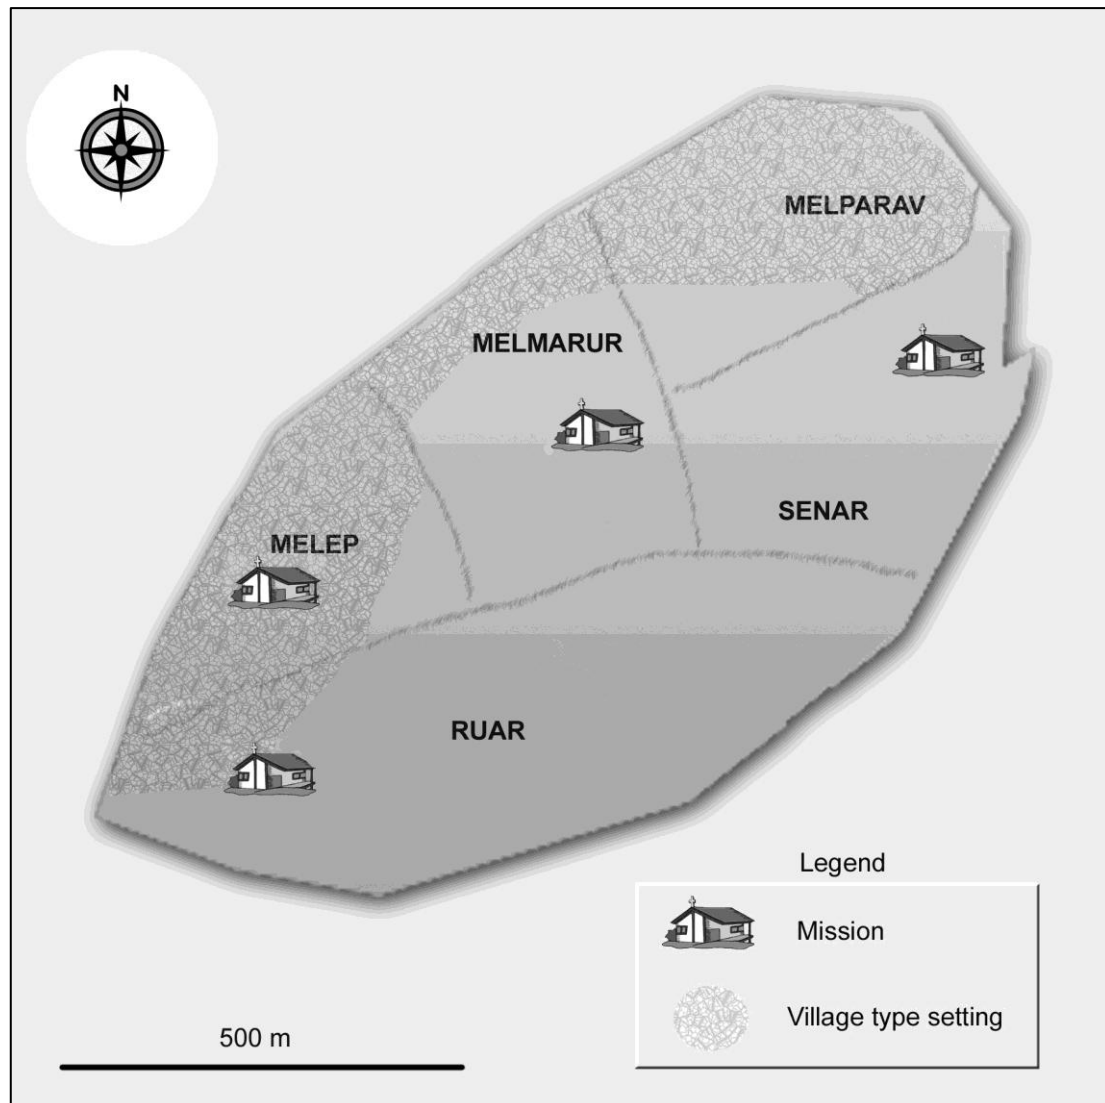 N
MELPARAV
MELMARUR
SENAR
MELEP
RUAR
Legend
Mission
Village type setting
500 m